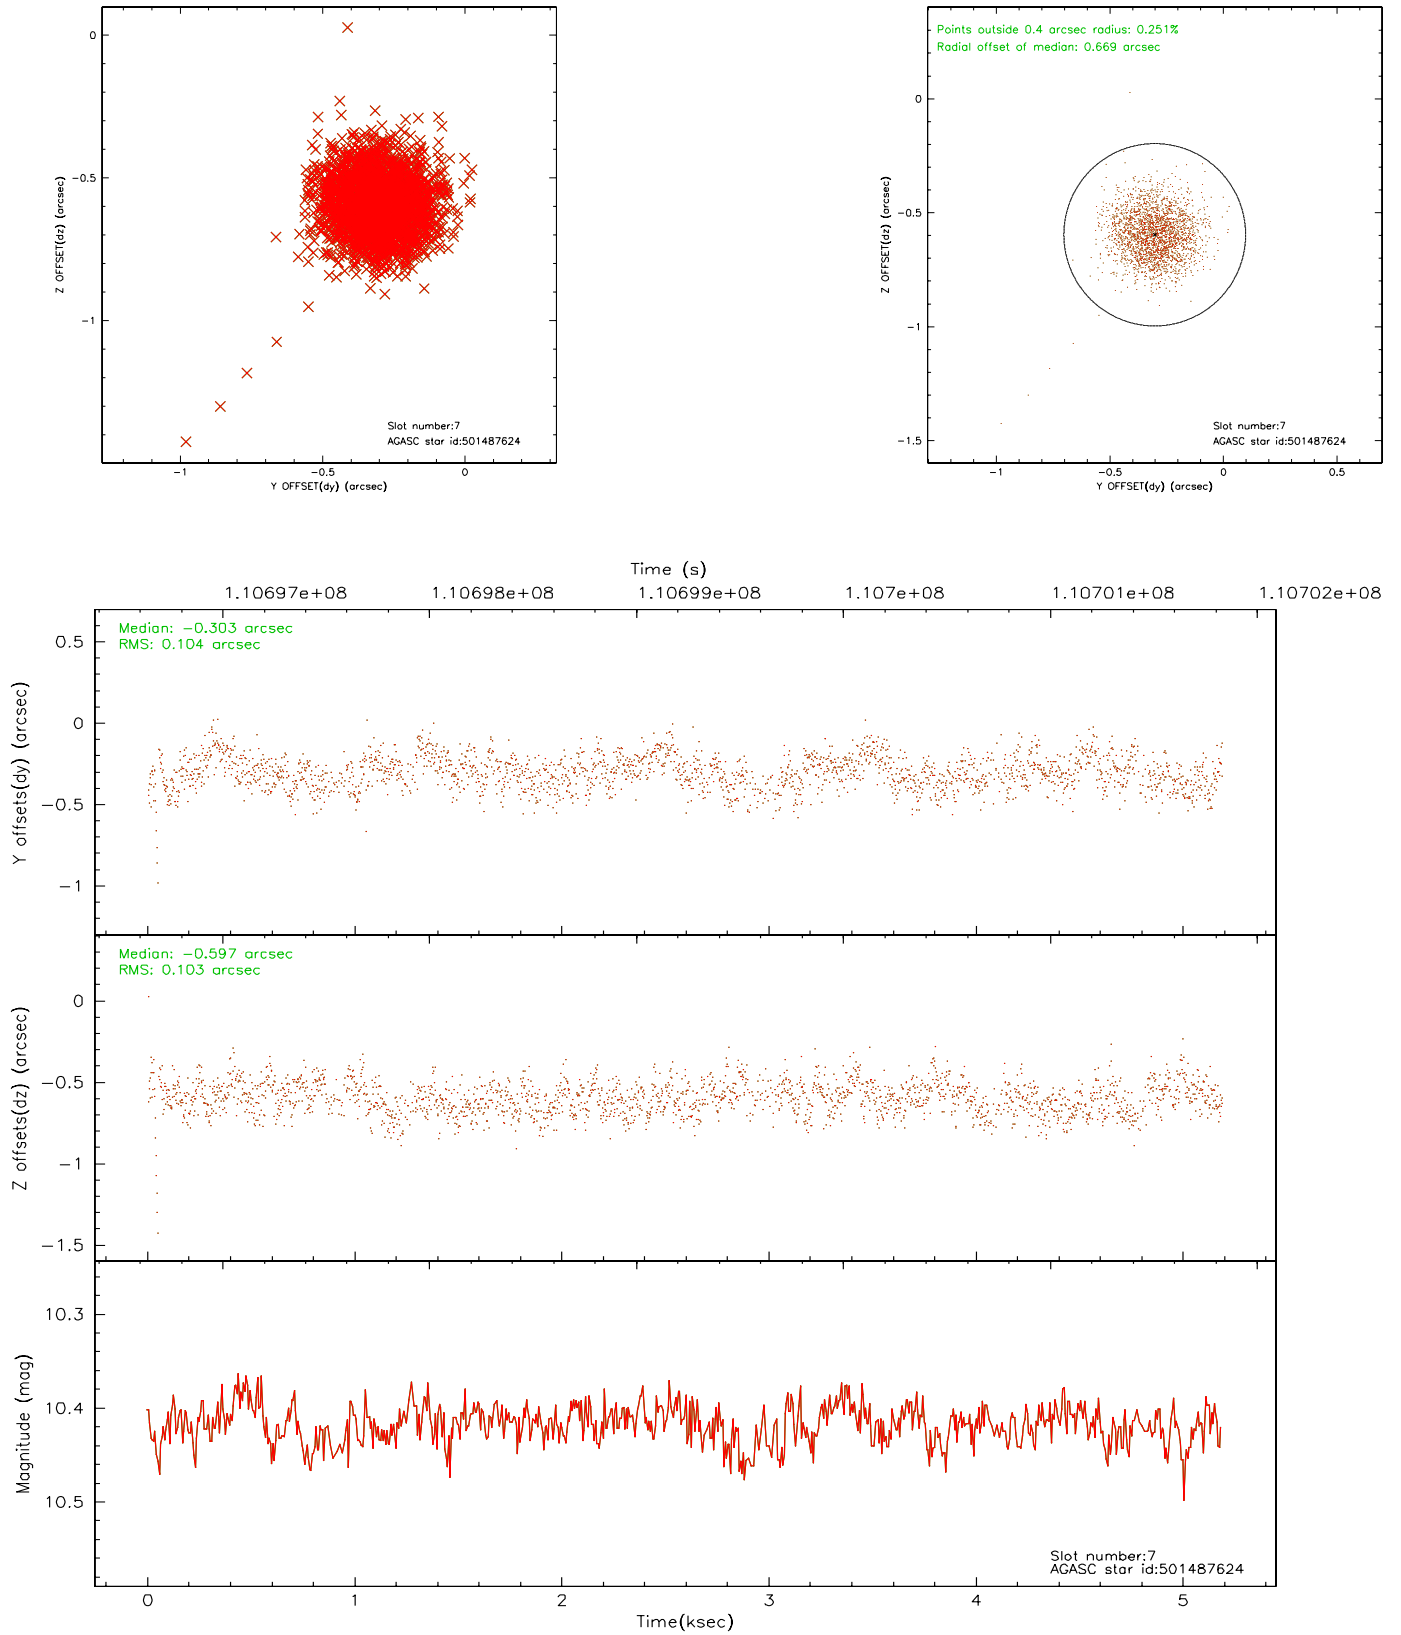 0
−0.5
−1
Z OFFSET(dz) (arcsec)
Slot number:7
AGASC star id:501487624
−1 −0.5 0
Y OFFSET(dy) (arcsec)
Points outside 0.4 arcsec radius: 0.251%
Radial offset of median: 0.669 arcsec
0
−0.5
−1
−1.5
Z OFFSET(dz) (arcsec)
Slot number:7
AGASC star id:501487624
−1 −0.5 0 0.5
Y OFFSET(dy) (arcsec)
Time (s)
1.10697e+08 1.10698e+08 1.10699e+08 1.107e+08 1.10701e+08 1.10702e+08
Median: −0.303 arcsec
RMS: 0.104 arcsec
0.5
0
−0.5
−1
Y offsets(dy) (arcsec)
Median: −0.597 arcsec
RMS: 0.103 arcsec
0
−0.5
−1
−1.5
Z offsets(dz) (arcsec)
10.3
10.4
10.5
Magnitude (mag)
Slot number:7
AGASC star id:501487624
0 1 2 3 4 5
Time(ksec)